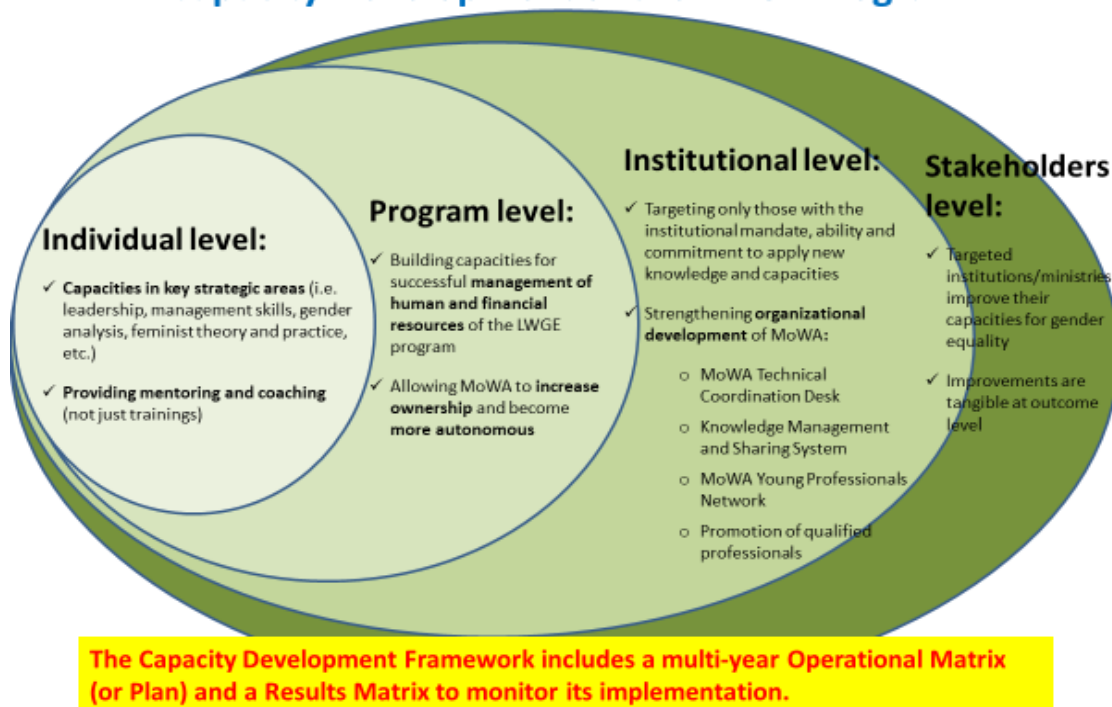 Individual level:
✓ Capacities in key strategic areas (i.e.
leadership, management skills, gender
analysis, feminist theory and practice,
etc.)
✓ Providing mentoring and coaching
(not just trainings)
Program level:
✓ Building capacities for
successful management of
human and financial
resources of the LWGE
program
✓ Allowing MoWA to increase
ownership and become
more autonomous
Institutional level:
✓ Targeting only those with the
institutional mandate, ability and
commitment to apply new
knowledge and capacities
✓ Strengthening organizational
development of MoWA:
o MoWA Technical
Coordination Desk
o Knowledge Management
and Sharing System
o MoWA Young Professionals
Network
o Promotion of qualified
professionals
Stakeholders
level:
✓ Targeted
institutions/ministries
improve their
capacities for gender
equality
✓ Improvements are
tangible at outcome
level
The Capacity Development Framework includes a multi-year Operational Matrix
(or Plan) and a Results Matrix to monitor its implementation.